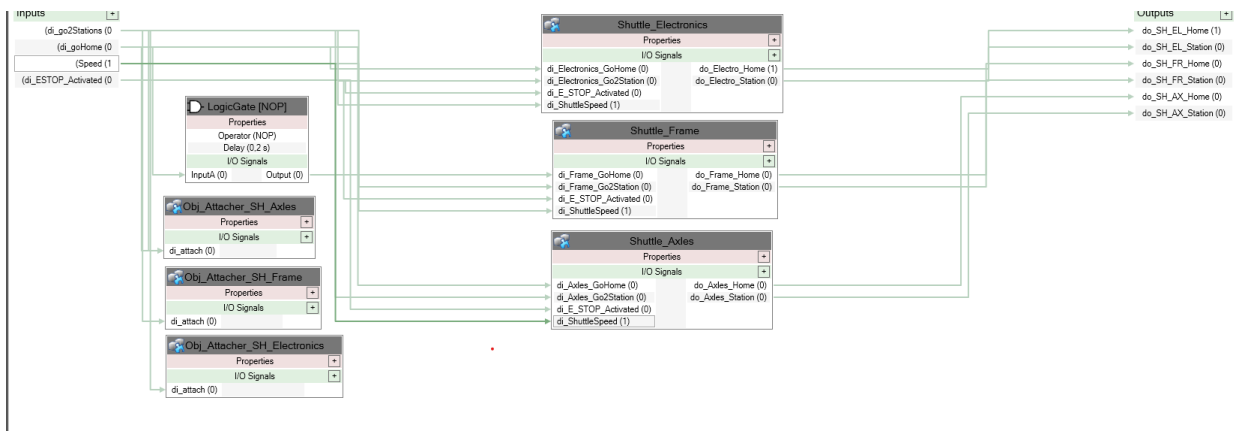 Inputs +
(di_go2Stations (0
(di_goHome (0
(Speed (1
(di_ESTOP_Activated (0
LogicGate [NOP]
Properties
Operator (NOP)
Delay (0,2 s)
I/O Signals
InputA (0) Output (0)
Obj_Attacher_SH_Axles
Properties +
I/O Signals +
di_attach (0)
Obj_Attacher_SH_Frame
Properties +
I/O Signals +
di_attach (0)
Obj_Attacher_SH_Electronics
Properties +
I/O Signals +
di_attach (0)
Shuttle_Electronics
Properties +
I/O Signals +
di_Electronics_GoHome (0) do_Electro_Home (1)
di_Electronics_Go2Station (0) do_Electro_Station (0)
di_E_STOP_Activated (0)
di_ShuttleSpeed (1)
Shuttle_Frame
Properties +
I/O Signals +
di_Frame_GoHome (0) do_Frame_Home (0)
di_Frame_Go2Station (0) do_Frame_Station (0)
di_E_STOP_Activated (0)
di_ShuttleSpeed (1)
Shuttle_Axles
Properties +
I/O Signals +
di_Axles_GoHome (0) do_Axles_Home (0)
di_Axles_Go2Station (0) do_Axles_Station (0)
di_E_STOP_Activated (0)
di_ShuttleSpeed (1)
Outputs +
do_SH_EL_Home (1)
do_SH_EL_Station (0)
do_SH_FR_Home (0)
do_SH_FR_Station (0)
do_SH_AX_Home (0)
do_SH_AX_Station (0)